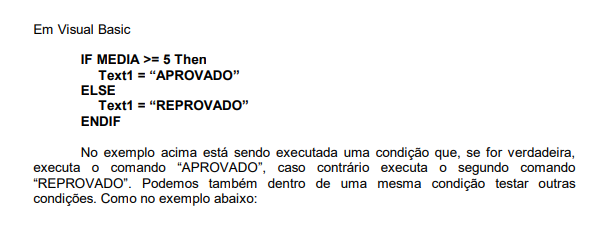 Em Visual Basic
IF MEDIA >= 5 Then
Text1 = “APROVADO”
ELSE
Text1 = “REPROVADO”
ENDIF
No exemplo acima está sendo executada uma condição que, se for verdadeira,
executa o comando “APROVADO”, caso contrário executa o segundo comando
“REPROVADO”. Podemos também dentro de uma mesma condição testar outras
condições. Como no exemplo abaixo: